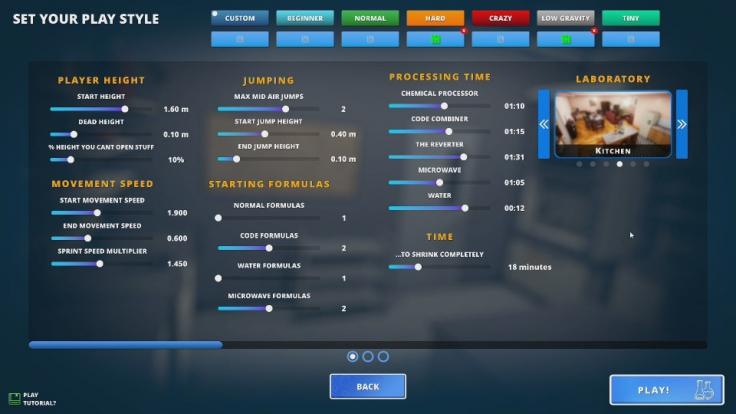 SET YOUR PLAY STYLE
CUSTOM
BEGINNER
NORMAL
HARD
CRAZY
LOW GRAVITY
TINY
PLAYER HEIGHT
START HEIGHT
1.60 m
DEAD HEIGHT
0.10 m
% HEIGHT YOU CANT OPEN STUFF
10%
MOVEMENT SPEED
START MOVEMENT SPEED
1.900
END MOVEMENT SPEED
0.600
SPRINT SPEED MULTIPLIER
1.450
JUMPING
MAX MID AIR JUMPS
2
START JUMP HEIGHT
0.40 m
END JUMP HEIGHT
0.10 m
STARTING FORMULAS
NORMAL FORMULAS
1
CODE FORMULAS
2
WATER FORMULAS
1
MICROWAVE FORMULAS
2
PROCESSING TIME
CHEMICAL PROCESSOR
01:10
CODE COMBINER
01:15
THE REVERTER
01:31
MICROWAVE
01:05
WATER
00:12
TIME
...TO SHRINK COMPLETELY
18 minutes
LABORATORY
KITCHEN
BACK
PLAY!
PLAY
TUTORIAL?